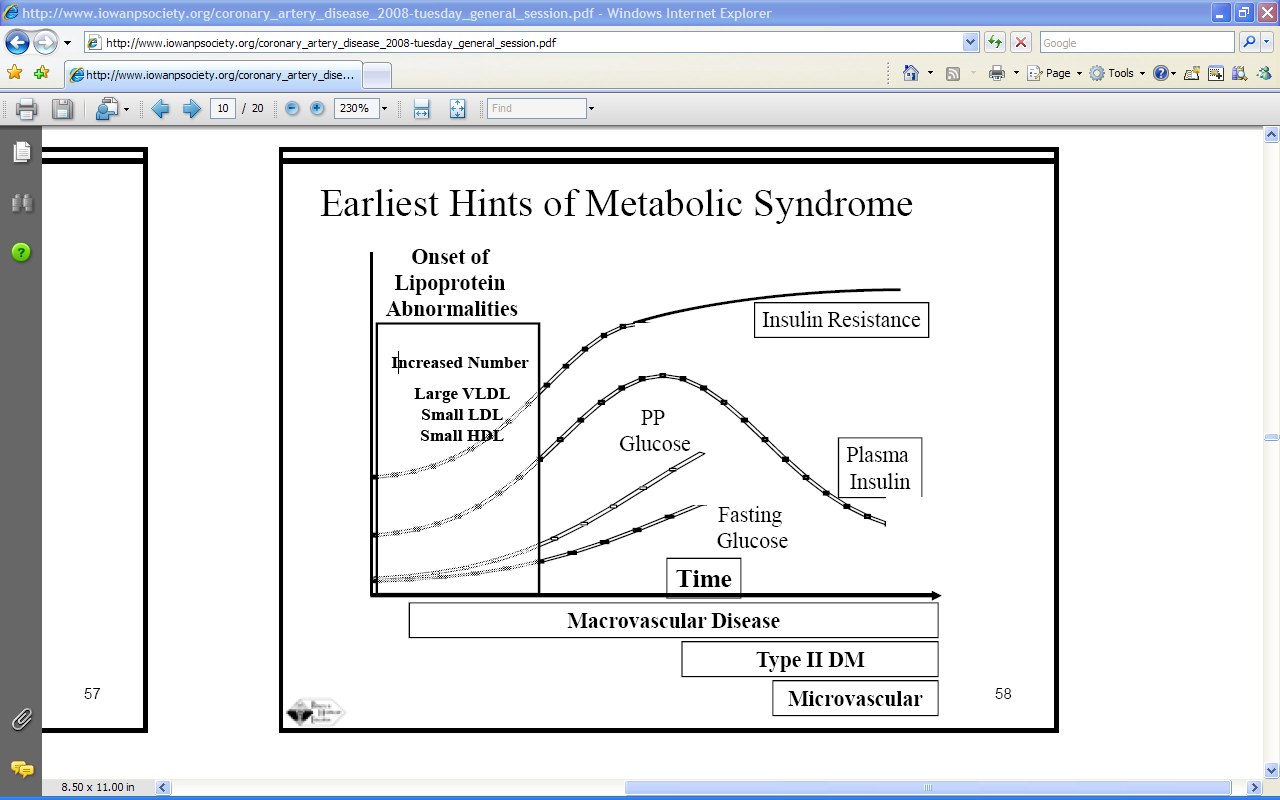 http://www.iowanpsociety.org/coronary_artery_disease_2008-tuesday_general_session.pdf - Windows Internet Explorer
http://www.iowanpsociety.org/coronary_artery_disease_2008-tuesday_general_session.pdf
Google
http://www.iowanpsociety.org/coronary_artery_dise...
Page
Tools
10 / 20
230%
Find
Earliest Hints of Metabolic Syndrome
Onset of
Lipoprotein
Abnormalities
Increased Number
Large VLDL
Small LDL
Small HDL
Insulin Resistance
PP
Glucose
Plasma
Insulin
Fasting
Glucose
Time
Macrovascular Disease
Type II DM
Microvascular
57
58
8.50 x 11.00 in